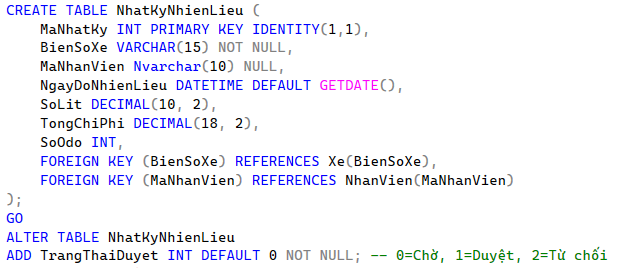 CREATE TABLE NhatKyNhienLieu (
    MaNhatKy INT PRIMARY KEY IDENTITY(1,1),
    BienSoXe VARCHAR(15) NOT NULL,
    MaNhanVien Nvarchar(10) NULL,
    NgayDoNhienLieu DATETIME DEFAULT GETDATE(),
    SoLit DECIMAL(10, 2),
    TongChiPhi DECIMAL(18, 2),
    SoOdo INT,
    FOREIGN KEY (BienSoXe) REFERENCES Xe(BienSoXe),
    FOREIGN KEY (MaNhanVien) REFERENCES NhanVien(MaNhanVien)
);
GO
ALTER TABLE NhatKyNhienLieu
ADD TrangThaiDuyet INT DEFAULT 0 NOT NULL; -- 0=Chờ, 1=Duyệt, 2=Từ chối